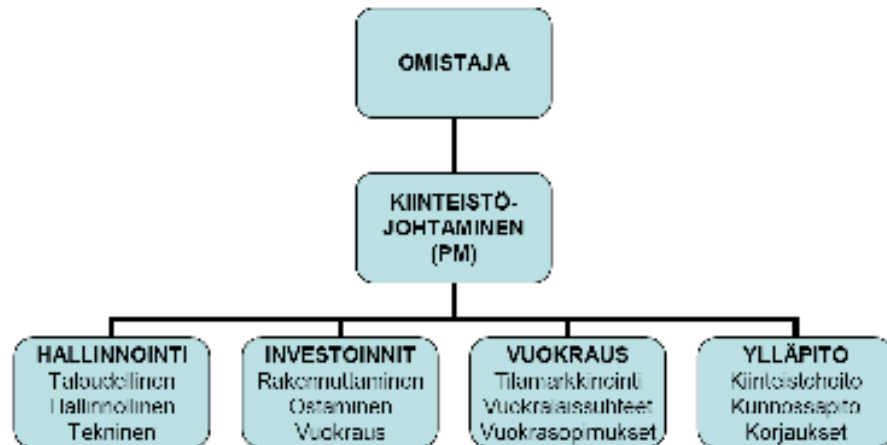 OMISTAJA
KIINTEISTÖ-
JOHTAMINEN
(PM)
HALLINNOINTI
Taloudellinen
Hallinnollinen
Tekninen
INVESTOINNIT
Rakennuttaminen
Ostaminen
Vuokraus
VUOKRAUS
Tilamarkkinointi
Vuokralaissuhteet
Vuokrasopimukset
YLLÄPITO
Kiinteistöhoito
Kunnossapito
Korjaukset